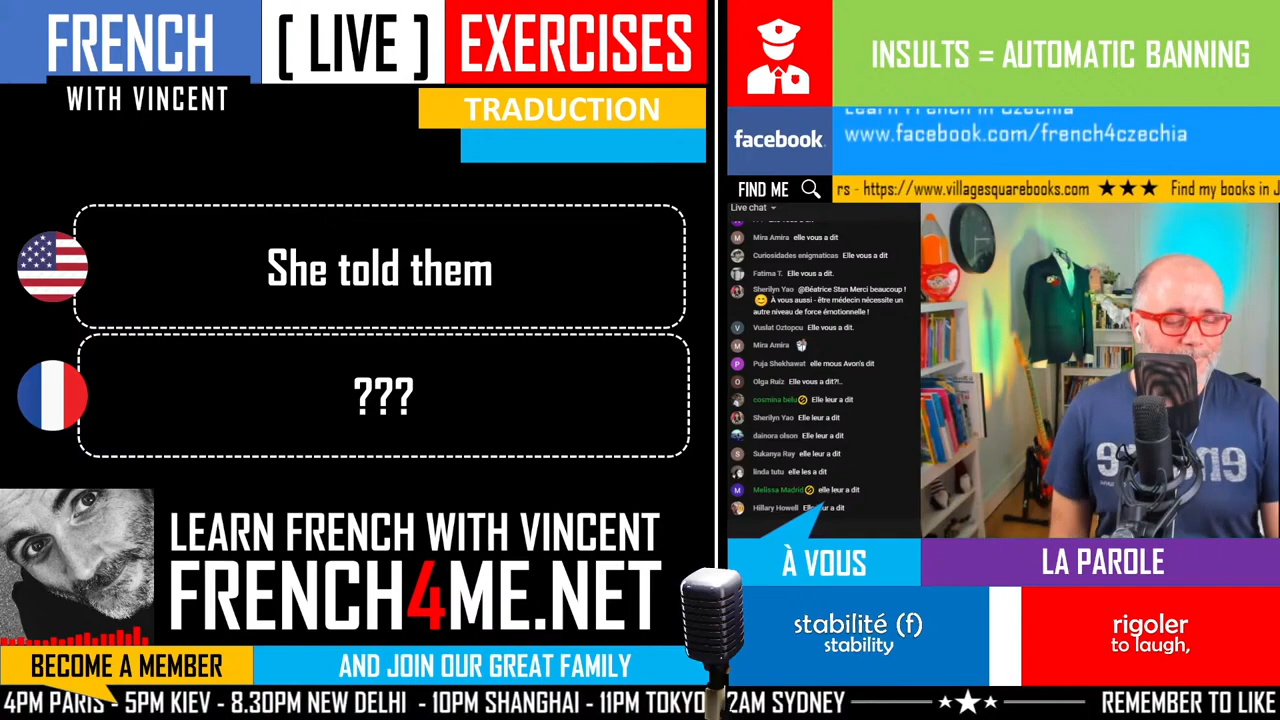 FRENCH
[ LIVE ]
EXERCISES
WITH VINCENT
TRADUCTION
She told them
???
LEARN FRENCH WITH VINCENT
FRENCH4ME.NET
BECOME A MEMBER
AND JOIN OUR GREAT FAMILY
INSULTS = AUTOMATIC BANNING
facebook.
Learn French in Czechia
www.facebook.com/french4czechia
FIND ME
rs - https://www.villagesquarebooks.com ★★★ Find my books in J
Live chat
Mira Amira elle vous a dit
Curiosidades enigmaticas Elle vous a dit
Fatima T. Elle vous a dit.
Sherilyn Yao @Béatrice Stan Merci beaucoup !
😊 À vous aussi - être médecin nécessite un
autre niveau de force émotionnelle !
Vuslat Oztopcu Elle vous a dit.
Mira Amira
Puja Shekhawat elle mous Avon's dit
Olga Ruiz Elle vous a dit?!..
cosmina belu Elle leur a dit
Sherilyn Yao Elle leur a dit
dainora olson Elle leur a dit
Sukanya Ray elle leur a dit
linda tutu elle les a dit
Melissa Madrid elle leur a dit
Hillary Howell Elle leur a dit
À VOUS
LA PAROLE
stabilité (f)
stability
rigoler
to laugh,
4PM PARIS - 5PM KIEV - 8.30PM NEW DELHI - 10PM SHANGHAI - 11PM TOKYO 2AM SYDNEY
REMEMBER TO LIKE